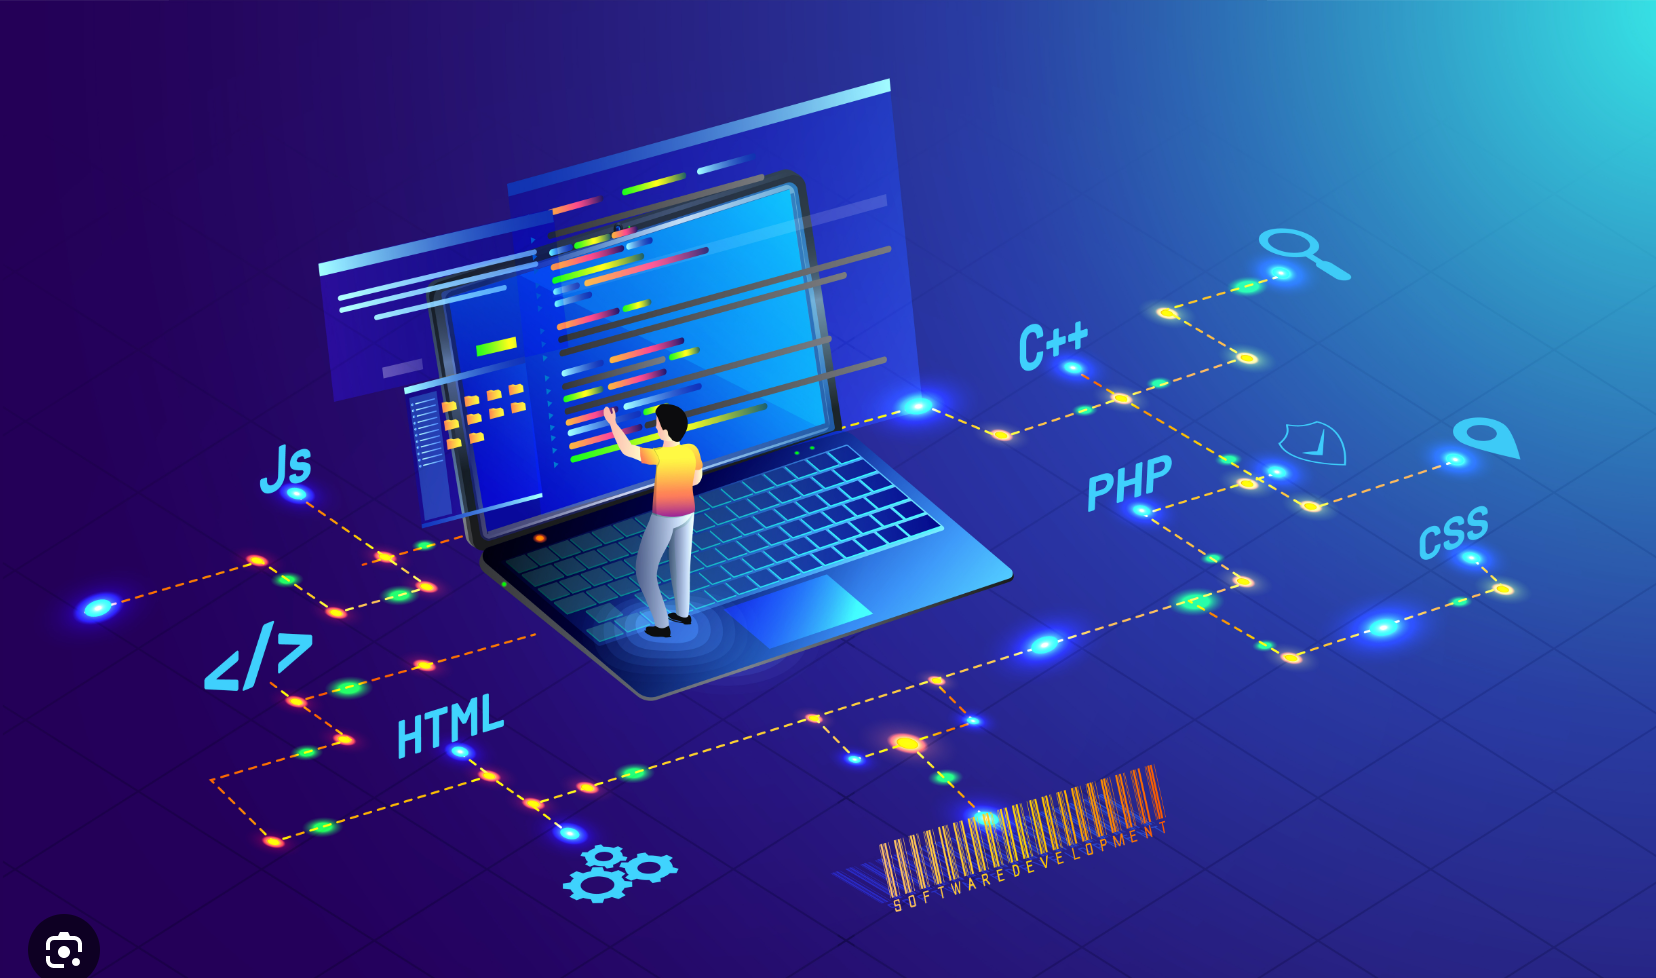 C++
Js
PHP
CSS
</>
HTML
SOFTWAREDEVELOPMENT